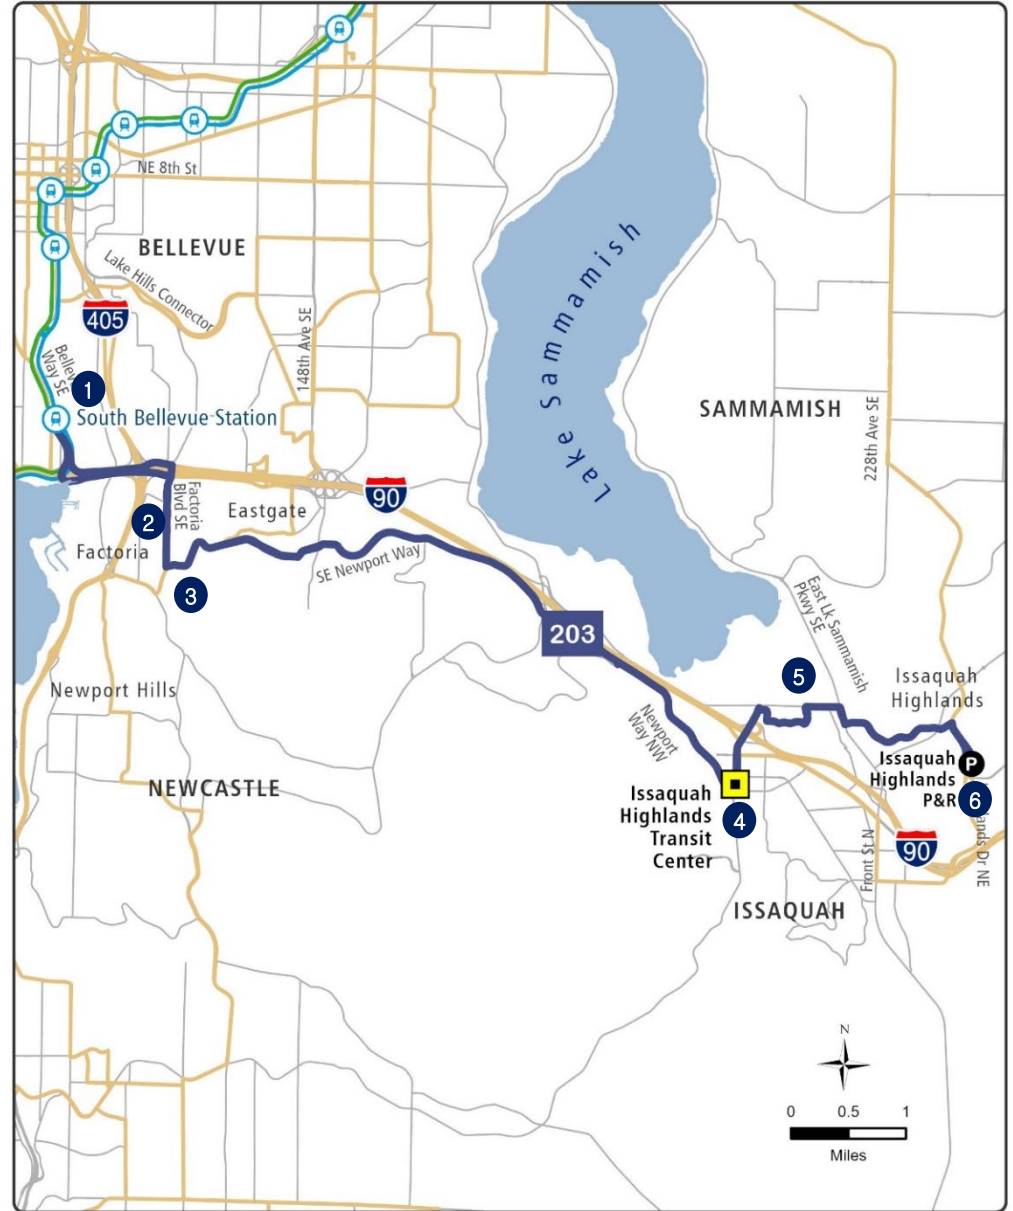 NE 8th St
BELLEVUE
Lake Hills Connector
405
148th Ave SE
Lake Sammamish
Way SE
1
South Bellevue Station
SAMMAMISH
228th Ave SE
90
Factoria
Blvd SE
Eastgate
2
Factoria
SE Newport Way
3
203
East Lk Sammamish
Pkwy SE
5
Issaquah
Highlands
Newport Hills
Newport
Way NW
Issaquah
Highlands
P&R
P
6
NEWCASTLE
Issaquah
Highlands
Transit
Center
4
90
Front St N
Dr NE
ISSAQUAH
N
0 0.5 1
Miles